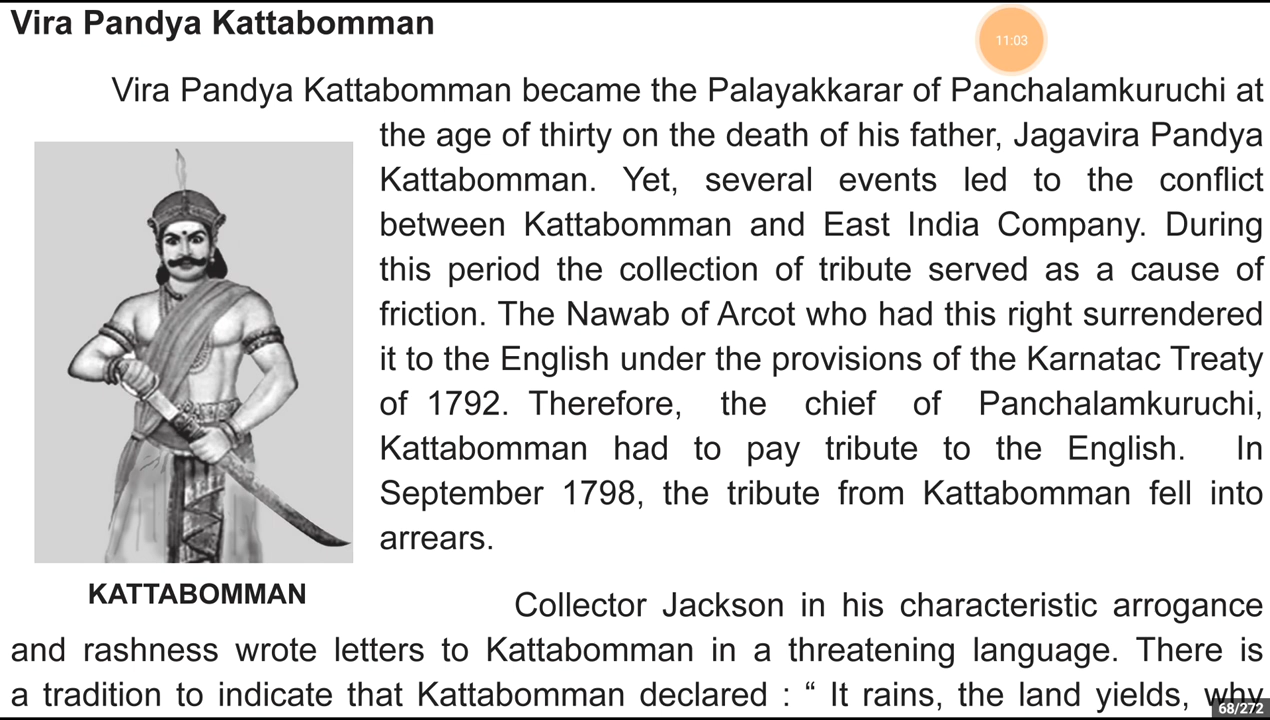 Vira Pandya Kattabomman
11:03
Vira Pandya Kattabomman became the Palayakkarar of Panchalamkuruchi at
the age of thirty on the death of his father, Jagavira Pandya
Kattabomman. Yet, several events led to the conflict
between Kattabomman and East India Company. During
this period the collection of tribute served as a cause of
friction. The Nawab of Arcot who had this right surrendered
it to the English under the provisions of the Karnatac Treaty
of 1792. Therefore, the chief of Panchalamkuruchi,
Kattabomman had to pay tribute to the English. In
September 1798, the tribute from Kattabomman fell into
arrears.
KATTABOMMAN
Collector Jackson in his characteristic arrogance
and rashness wrote letters to Kattabomman in a threatening language. There is
a tradition to indicate that Kattabomman declared : “ It rains, the land yields, why
68/272